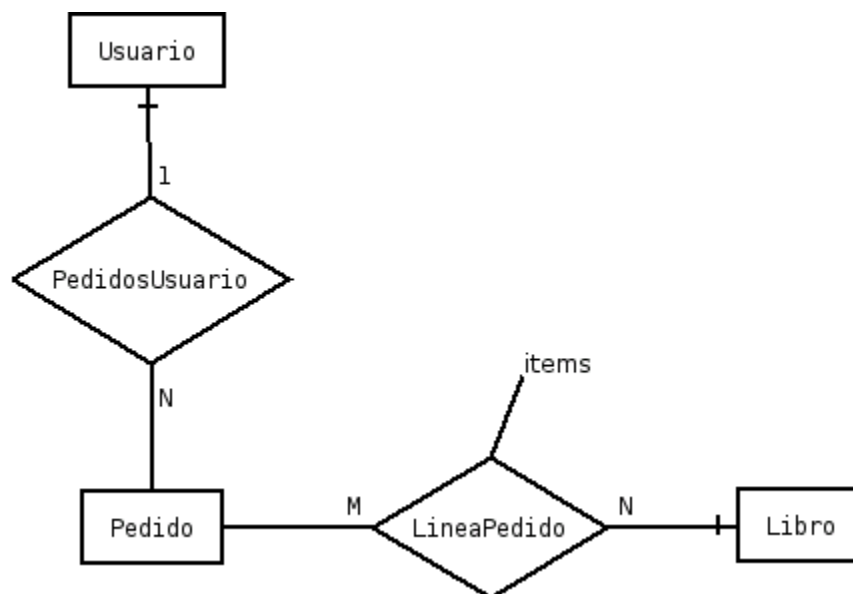 Usuario
1
PedidosUsuario
N
items
Pedido
M
LineaPedido
N
Libro